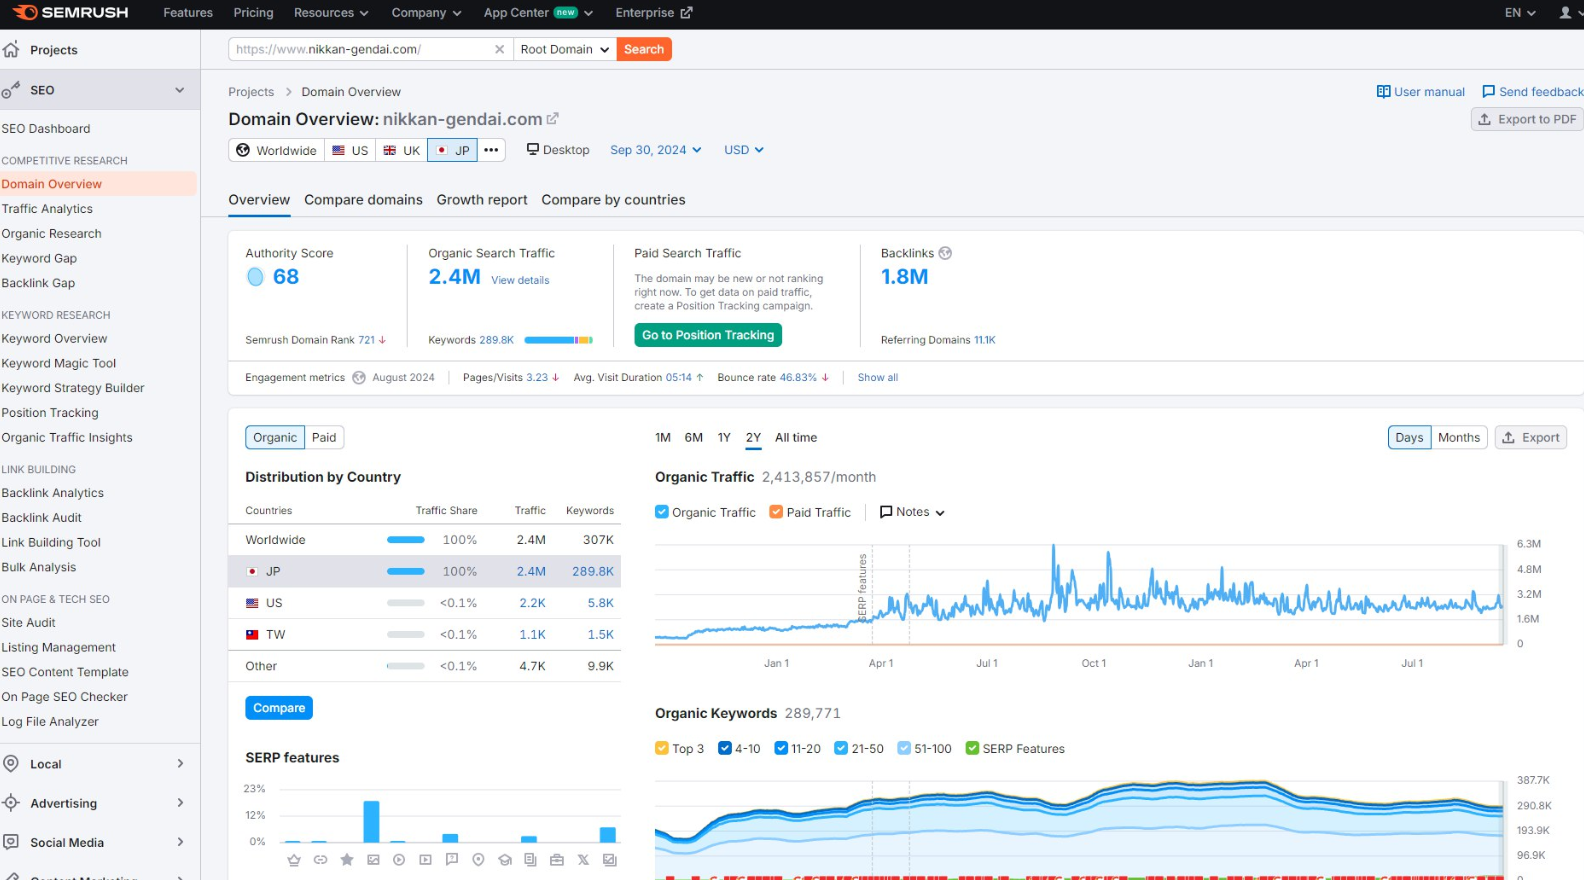 SEMRUSH
Features Pricing Resources Company App Center new Enterprise EN
Projects
https://www.nikkan-gendai.com/ Root Domain Search
SEO
Projects Domain Overview
User manual Send feedback
Domain Overview: nikkan-gendai.com
Export to PDF
Worldwide US UK JP ••• Desktop Sep 30, 2024 USD
Overview Compare domains Growth report Compare by countries
SEO Dashboard
COMPETITIVE RESEARCH
Domain Overview
Traffic Analytics
Organic Research
Keyword Gap
Backlink Gap
KEYWORD RESEARCH
Keyword Overview
Keyword Magic Tool
Keyword Strategy Builder
Position Tracking
Organic Traffic Insights
LINK BUILDING
Backlink Analytics
Backlink Audit
Link Building Tool
Bulk Analysis
ON PAGE & TECH SEO
Site Audit
Listing Management
SEO Content Template
On Page SEO Checker
Log File Analyzer
Local
Advertising
Social Media
Content Marketing
Authority Score
68
Semrush Domain Rank 721 ↓
Organic Search Traffic
2.4M View details
Keywords 289.8K
Paid Search Traffic
The domain may be new or not ranking
right now. To get data on paid traffic,
create a Position Tracking campaign.
Go to Position Tracking
Backlinks
1.8M
Referring Domains 11.1K
Engagement metrics August 2024 Pages/Visits 3.23 ↓ Avg. Visit Duration 05:14 ↑ Bounce rate 46.83% ↓ Show all
Organic Paid
Distribution by Country
Countries Traffic Share Traffic Keywords
Worldwide 100% 2.4M 307K
JP 100% 2.4M 289.8K
US <0.1% 2.2K 5.8K
TW <0.1% 1.1K 1.5K
Other <0.1% 4.7K 9.9K
Compare
SERP features
23%
12%
0%
1M 6M 1Y 2Y All time
Days Months Export
Organic Traffic 2,413,857/month
Organic Traffic Paid Traffic Notes
SERP features
6.3M
4.8M
3.2M
1.6M
0
Jan 1 Apr 1 Jul 1 Oct 1 Jan 1 Apr 1 Jul 1
Organic Keywords 289,771
Top 3 4-10 11-20 21-50 51-100 SERP Features
387.7K
290.8K
193.9K
96.9K
0